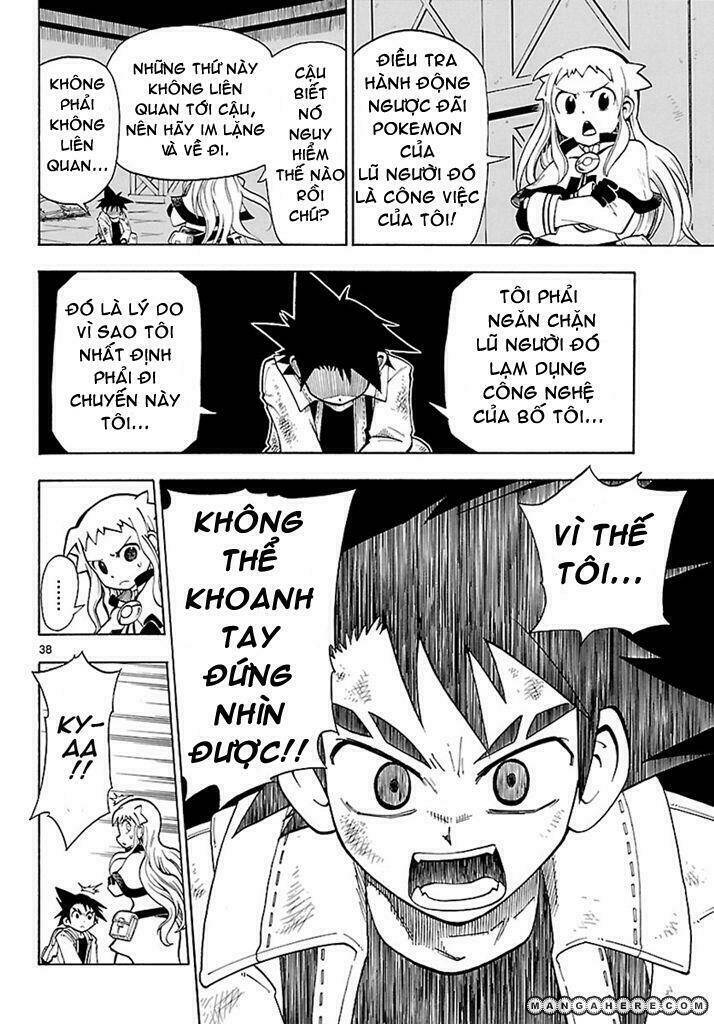 ĐIỀU TRA
HÀNH ĐỘNG
NGƯỢC ĐÃI
POKEMON
CỦA
LŨ NGƯỜI ĐÓ
LÀ CÔNG VIỆC
CỦA TÔI!
CẬU
BIẾT
NÓ
NGUY
HIỂM
THẾ NÀO
RỒI
CHỨ?
NHỮNG THỨ NÀY
KHÔNG LIÊN
QUAN TỚI CẬU,
NÊN HÃY IM LẶNG
VÀ VỀ ĐI.
KHÔNG
PHẢI
KHÔNG
LIÊN
QUAN...
TÔI PHẢI
NGĂN CHẶN
LŨ NGƯỜI ĐÓ
LẠM DỤNG
CÔNG NGHỆ
CỦA BỐ TÔI...
ĐÓ LÀ LÝ DO
VÌ SAO TÔI
NHẤT ĐỊNH
PHẢI ĐI
CHUYẾN NÀY
TÔI...
VÌ THẾ
TÔI...
KHÔNG
THỂ
KHOANH
TAY
ĐỨNG
NHÌN
ĐƯỢC!!
......
38
KY-
AA
!!
MANGAHERE.COM